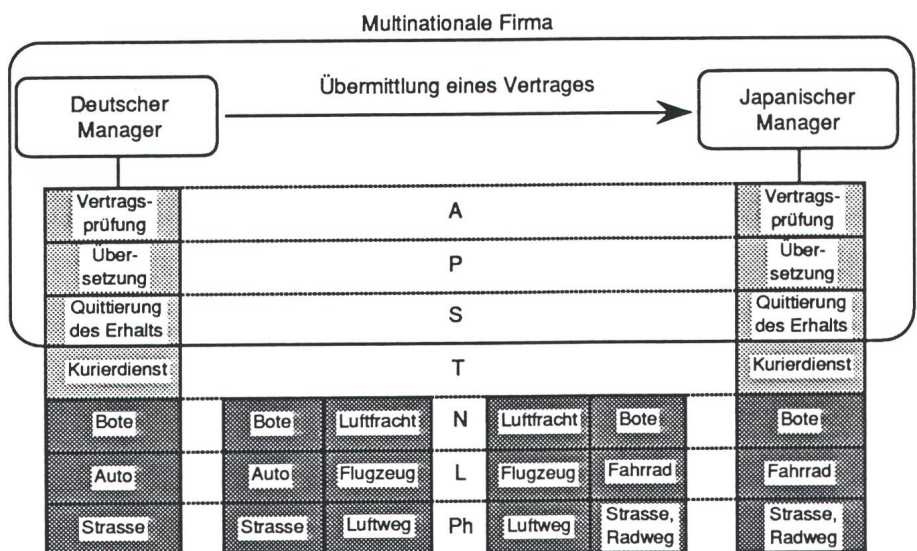 Multinationale Firma
Deutscher
Manager
Übermittlung eines Vertrages
Japanischer
Manager
Vertrags-
prüfung
A
Vertrags-
prüfung
Über-
setzung
P
Über-
setzung
Quittierung
des Erhalts
S
Quittierung
des Erhalts
Kurierdienst
T
Kurierdienst
Bote
Bote
Luftfracht
N
Luftfracht
Bote
Bote
Auto
Auto
Flugzeug
L
Flugzeug
Fahrrad
Fahrrad
Strasse
Strasse
Luftweg
Ph
Luftweg
Strasse,
Radweg
Strasse,
Radweg